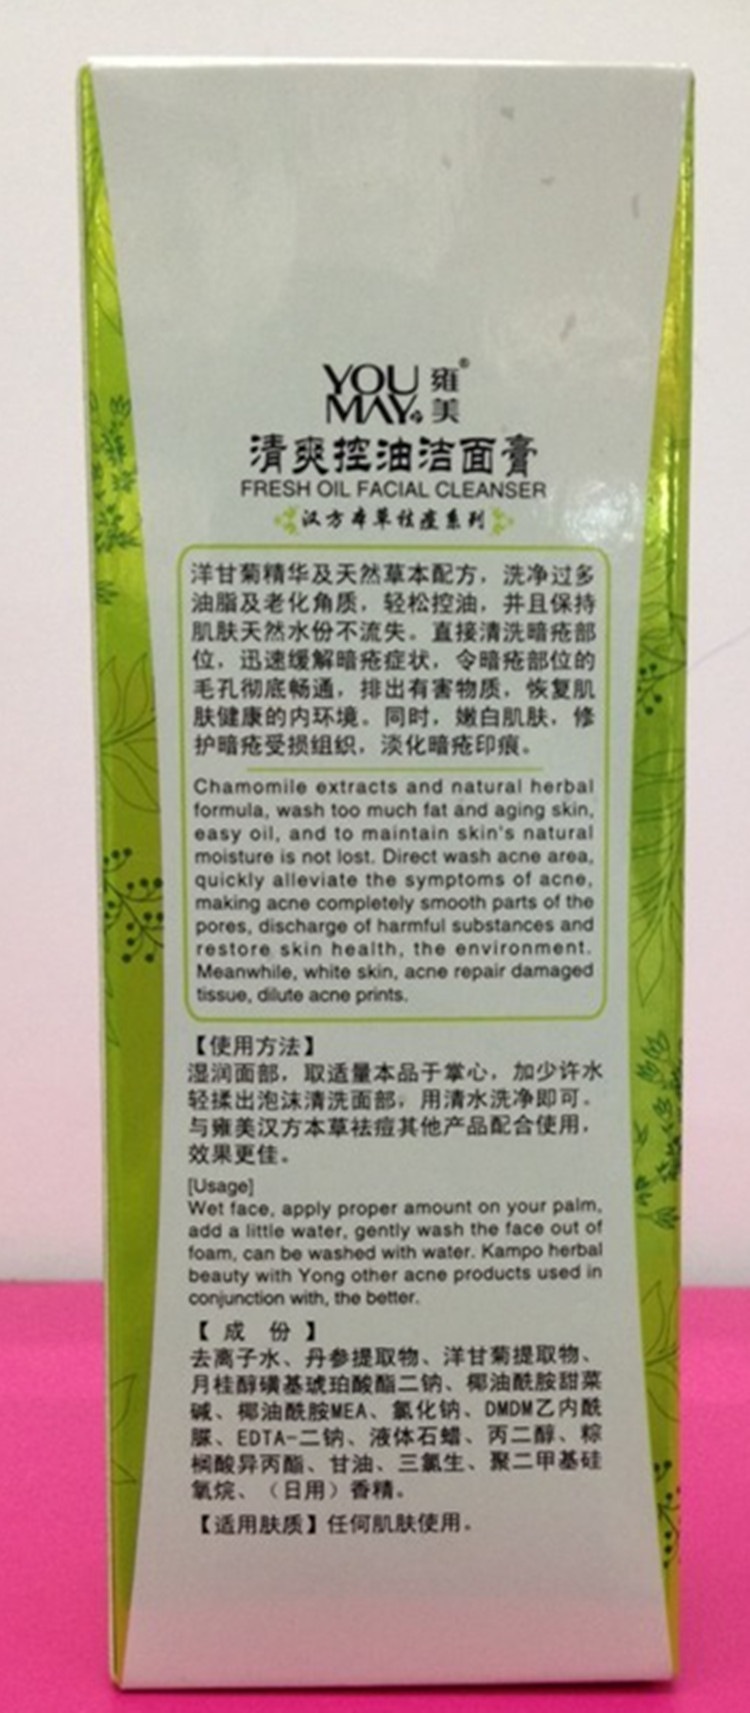 YOU 雍®
MAY 美
清爽控油洁面膏
FRESH OIL FACIAL CLEANSER
汉方本草祛痘系列
洋甘菊精华及天然草本配方，洗净过多
油脂及老化角质，轻松控油，并且保持
肌肤天然水份不流失。直接清洗暗疮部
位，迅速缓解暗疮症状，令暗疮部位的
毛孔彻底畅通，排出有害物质，恢复肌
肤健康的内环境。同时，嫩白肌肤，修
护暗疮受损组织，淡化暗疮印痕。
Chamomile extracts and natural herbal
formula, wash too much fat and aging skin,
easy oil, and to maintain skin's natural
moisture is not lost. Direct wash acne area,
quickly alleviate the symptoms of acne,
making acne completely smooth parts of the
pores, discharge of harmful substances and
restore skin health, the environment.
Meanwhile, white skin, acne repair damaged
tissue, dilute acne prints.
【使用方法】
湿润面部，取适量本品于掌心，加少许水
轻揉出泡沫清洗面部，用清水洗净即可。
与雍美汉方本草祛痘其他产品配合使用，
效果更佳。
[Usage]
Wet face, apply proper amount on your palm,
add a little water, gently wash the face out of
foam, can be washed with water. Kampo herbal
beauty with Yong other acne products used in
conjunction with, the better.
【成 份】
去离子水、丹参提取物、洋甘菊提取物、
月桂醇磺基琥珀酸酯二钠、椰油酰胺甜菜
碱、椰油酰胺MEA、氯化钠、DMDM乙内酰
脲、EDTA-二钠、液体石蜡、丙二醇、棕
榈酸异丙酯、甘油、三氯生、聚二甲基硅
氧烷、（日用）香精。
【适用肤质】任何肌肤使用。